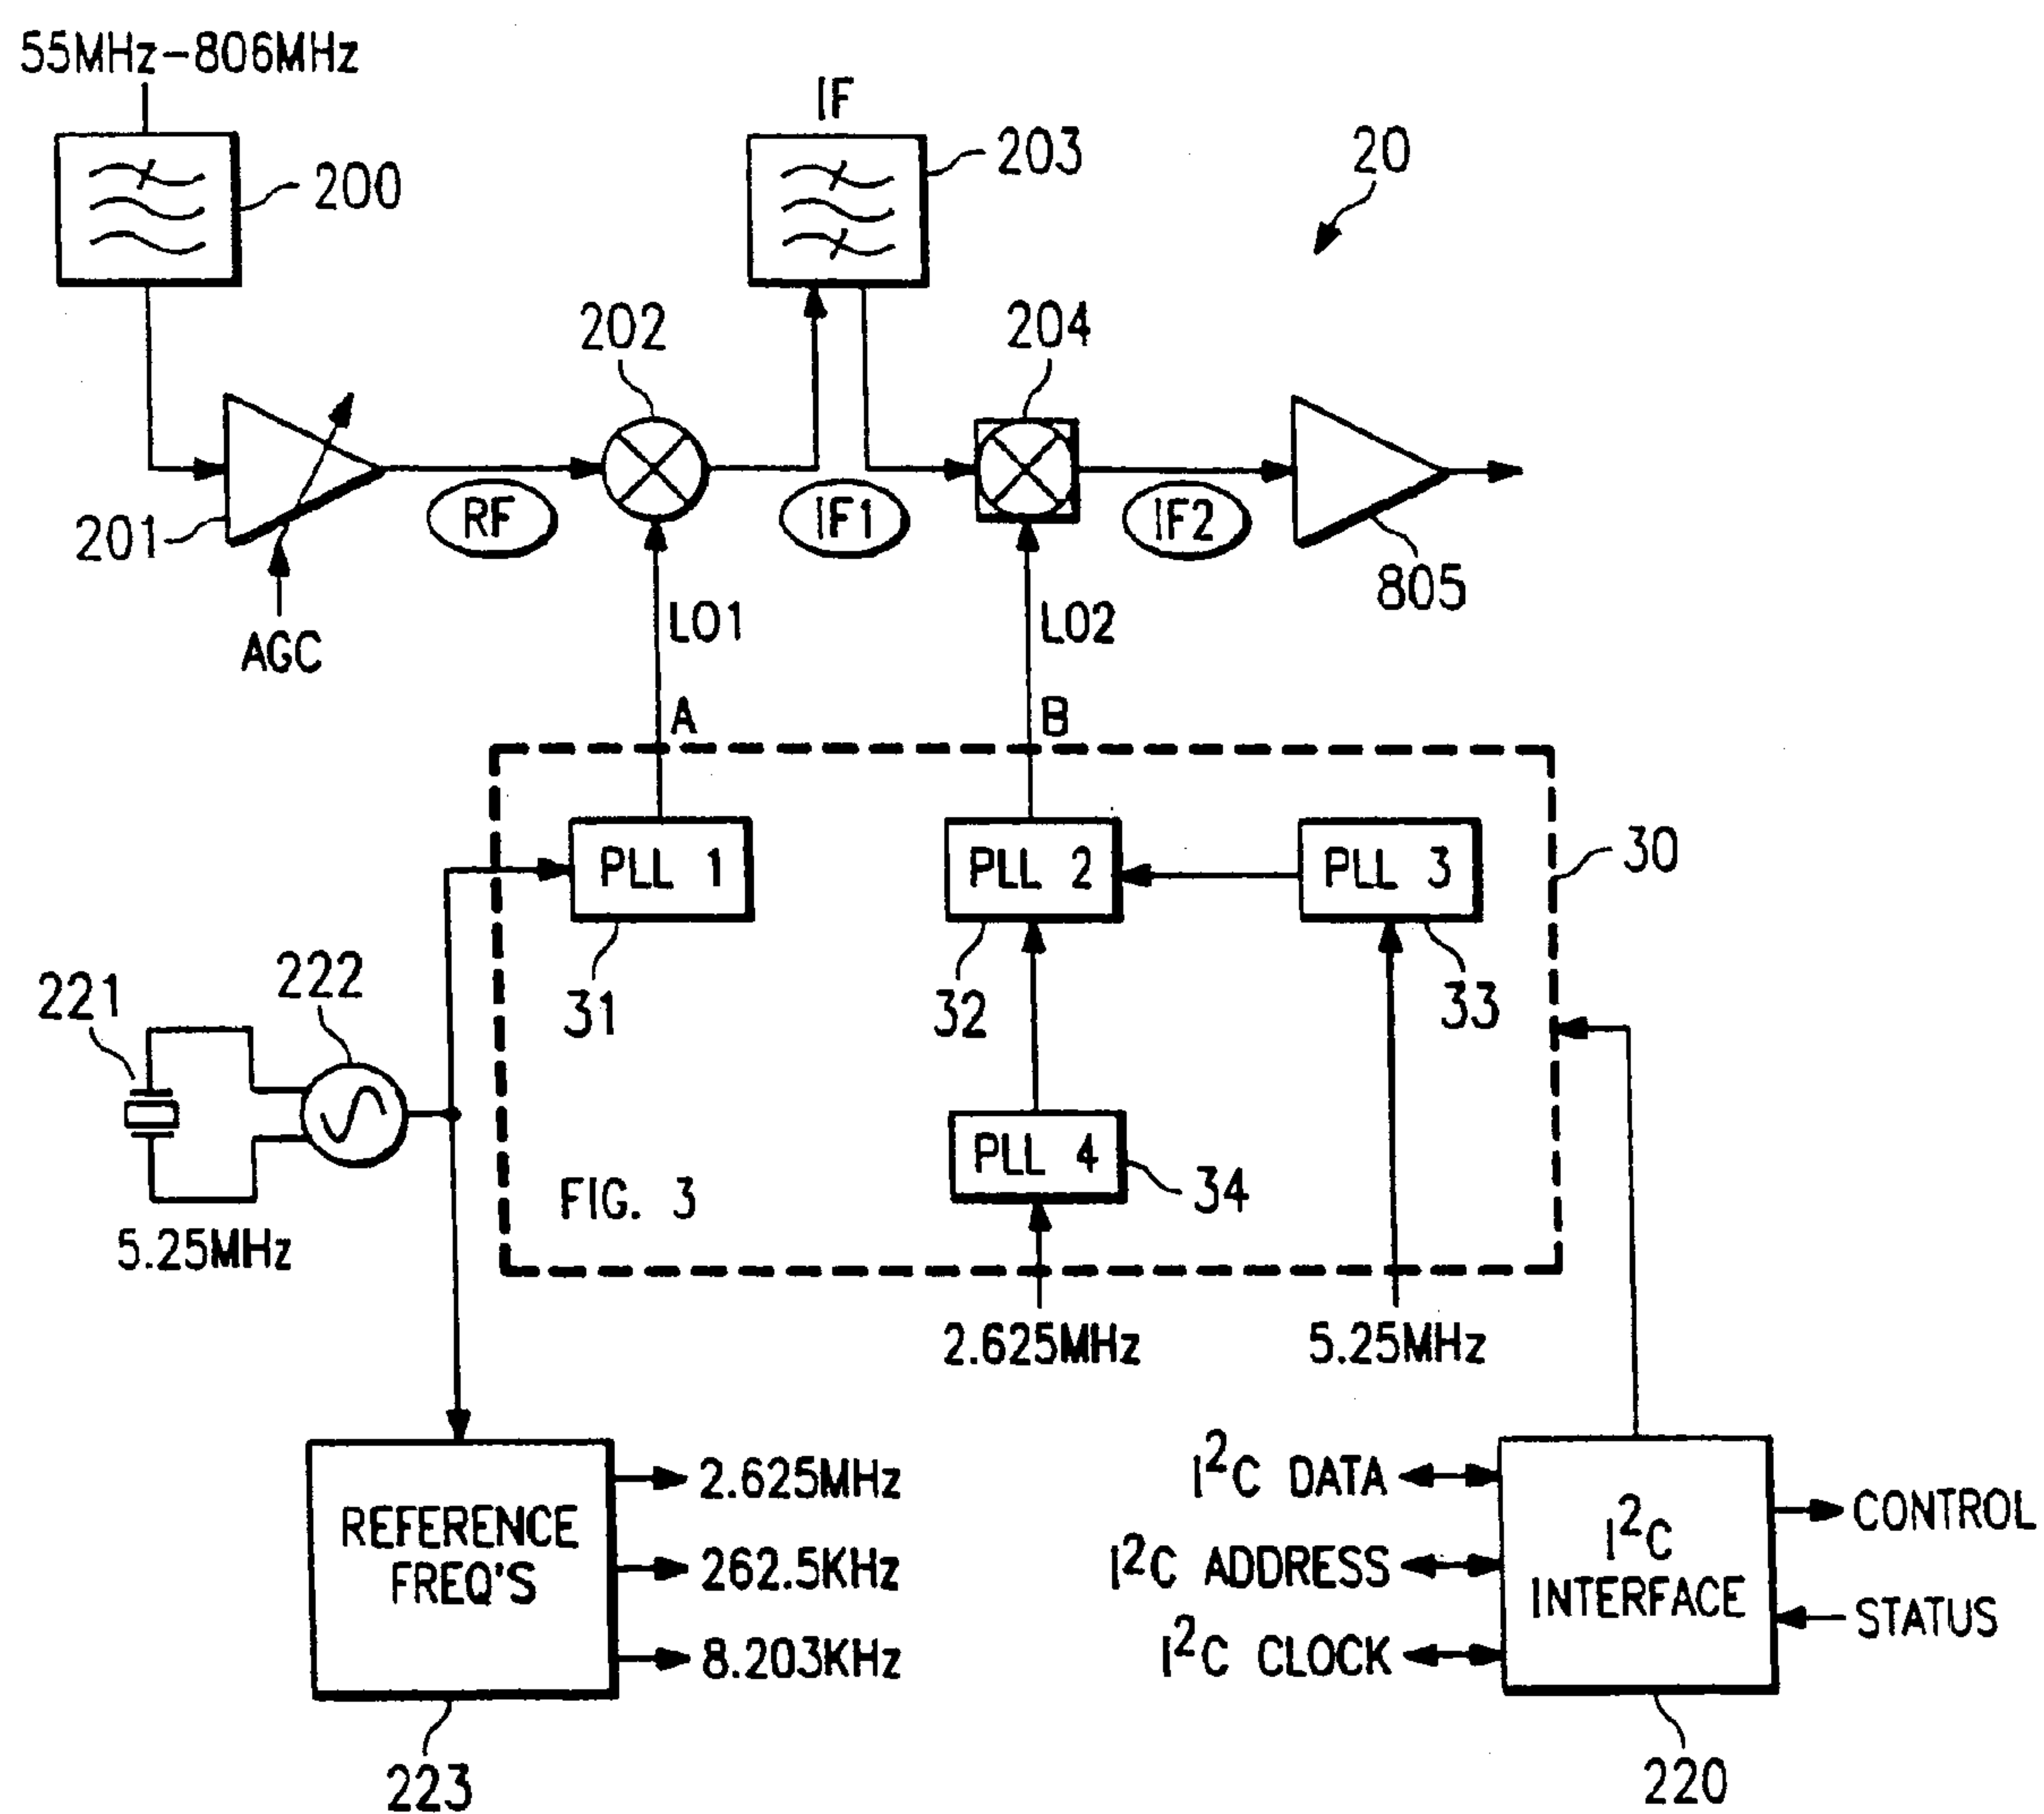 55MHz-806MHz
IF
203
20
200
202
204
201
RF
IF1
IF2
805
AGC
LO1
LO2
A
B
PLL 1
PLL 2
PLL 3
30
31
32
33
221
222
PLL 4
34
FIG. 3
5.25MHz
2.625MHz
5.25MHz
REFERENCE
FREQ'S
2.625MHz
262.5KHz
8.203KHz
223
I²C DATA
I²C ADDRESS
I²C CLOCK
I²C
INTERFACE
CONTROL
STATUS
220